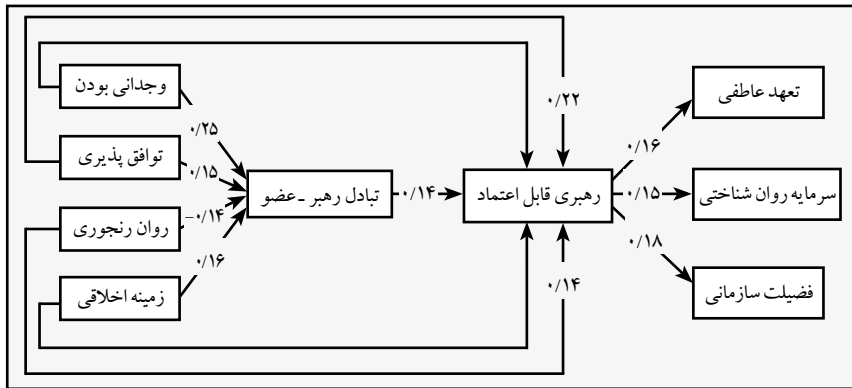 ۰/۲۲
وجدانی بودن
تعهد عاطفی
۰/۲۵
۰/۱۶
توافق پذیری
۰/۱۵
تبادل رهبر -عضو
۰/۱۴
رهبری قابل اعتماد
۰/۱۵
سرمایه روان شناختی
روان رنجوری
-۰/۱۴
۰/۱۶
۰/۱۸
زمینه اخلاقی
۰/۱۴
فضیلت سازمانی